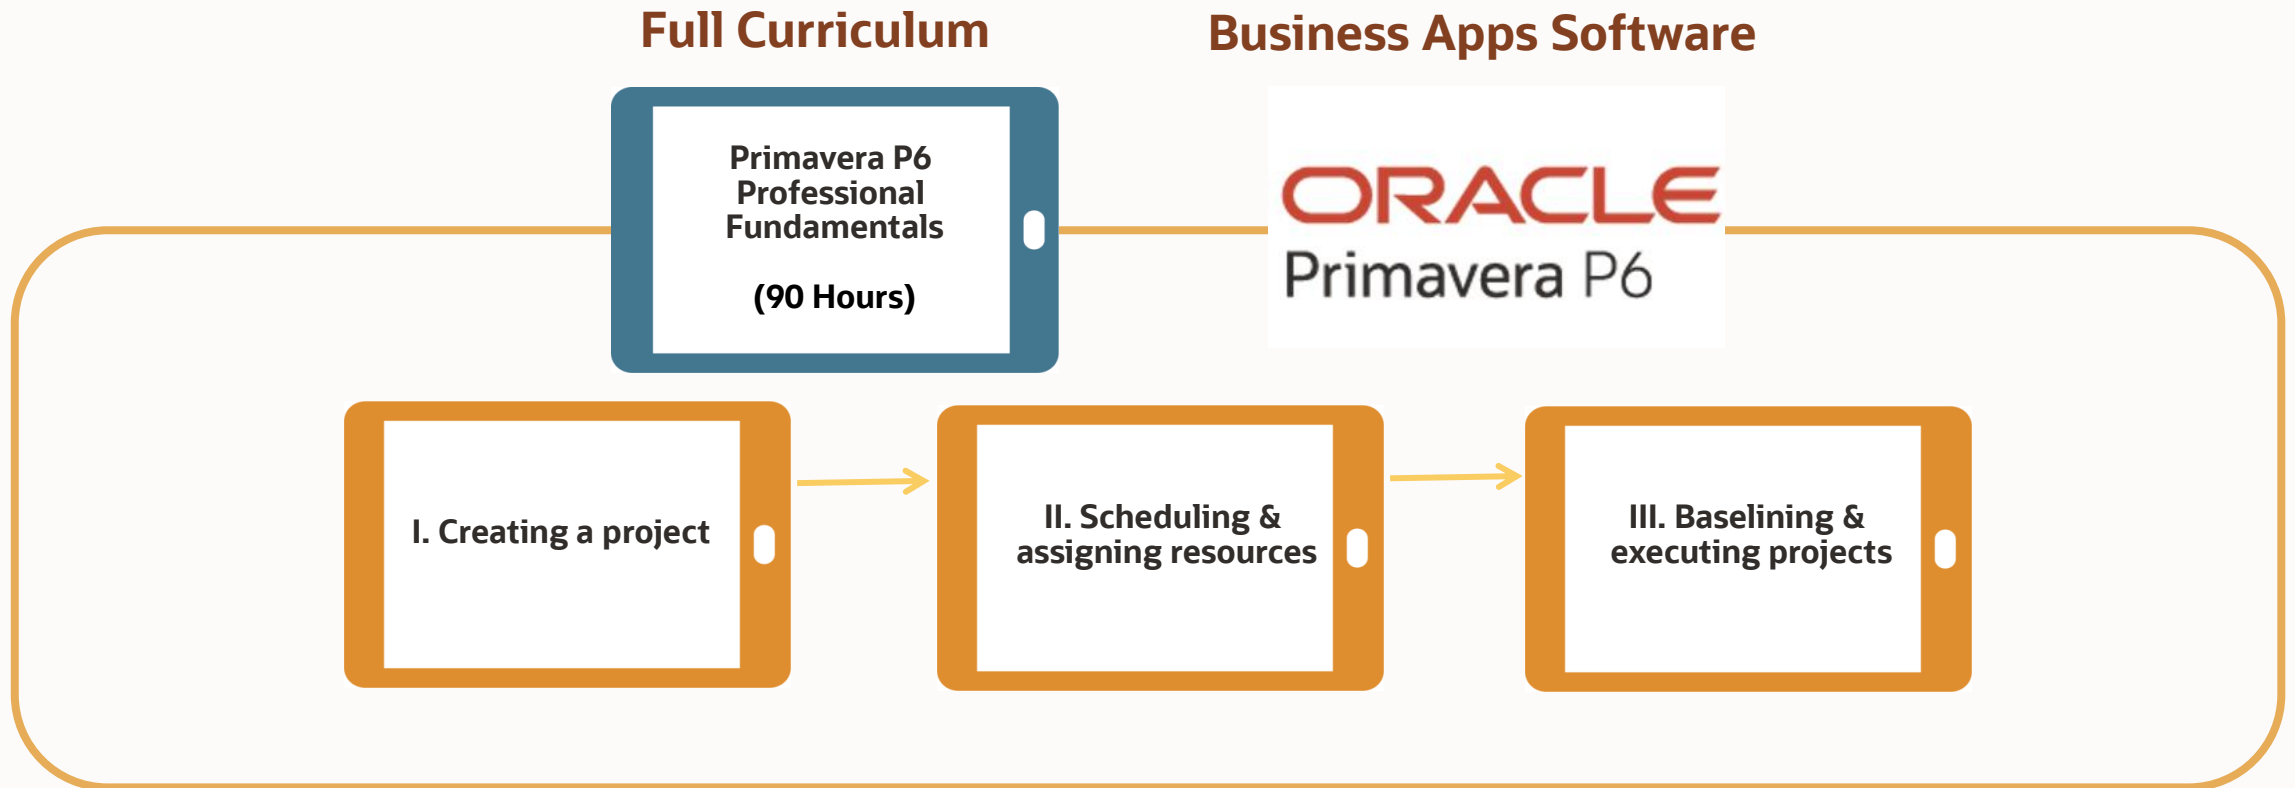 Full Curriculum
Business Apps Software
Primavera P6
Professional
Fundamentals
(90 Hours)
ORACLE
Primavera P6
I. Creating a project
II. Scheduling &
assigning resources
III. Baselining &
executing projects